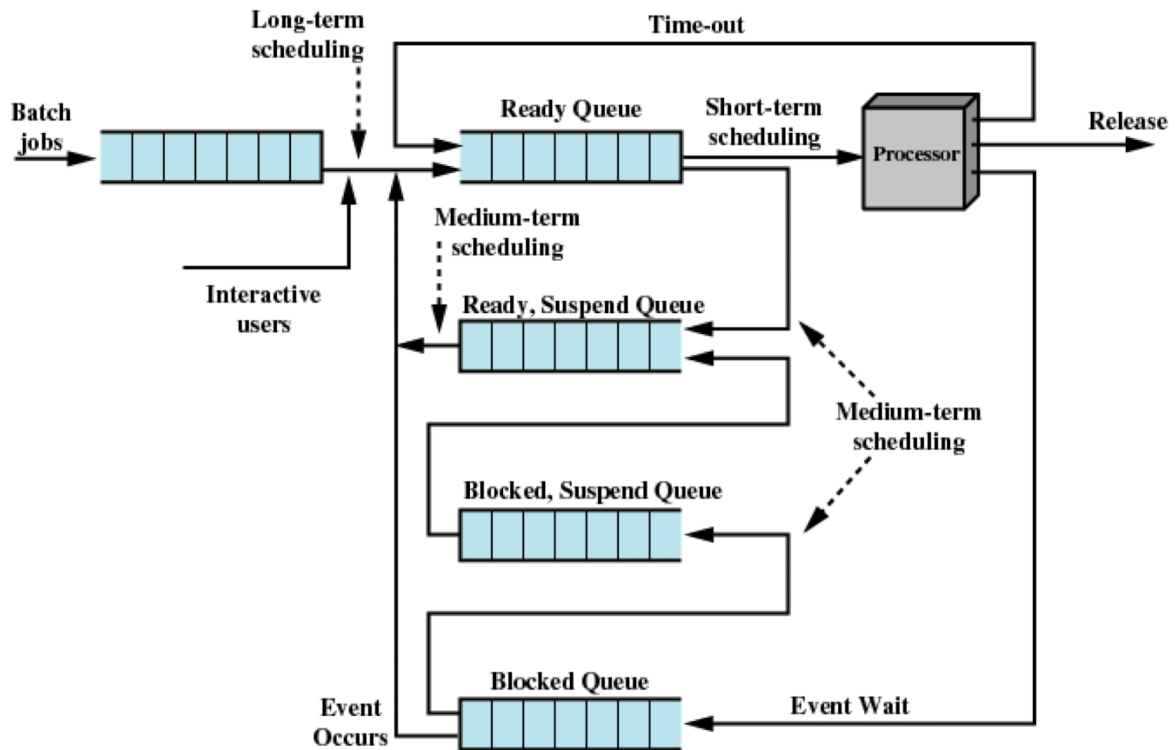 Long-term
scheduling
Time-out
Batch
jobs
Ready Queue
Short-term
scheduling
Release
Processor
Medium-term
scheduling
Interactive
users
Ready, Suspend Queue
Medium-term
scheduling
Blocked, Suspend Queue
Blocked Queue
Event
Occurs
Event Wait